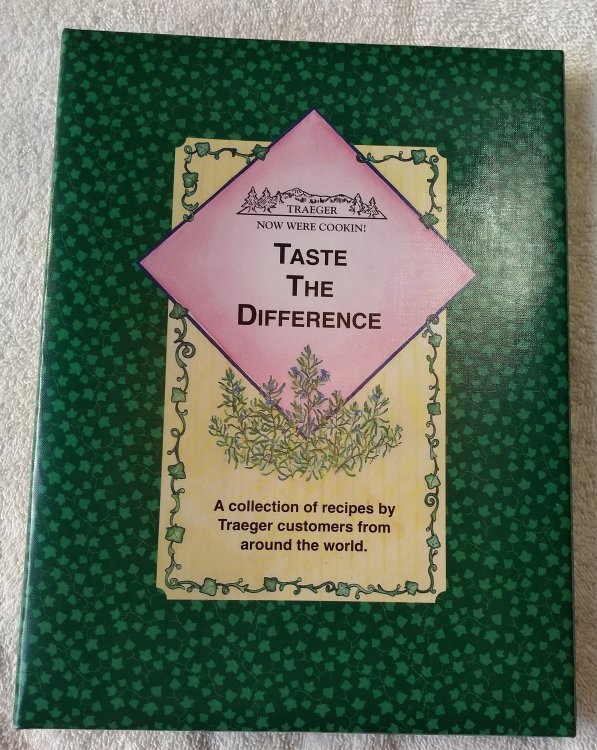 TRAEGER
NOW WERE COOKIN!
TASTE
THE
DIFFERENCE
A collection of recipes by
Traeger customers from
around the world.